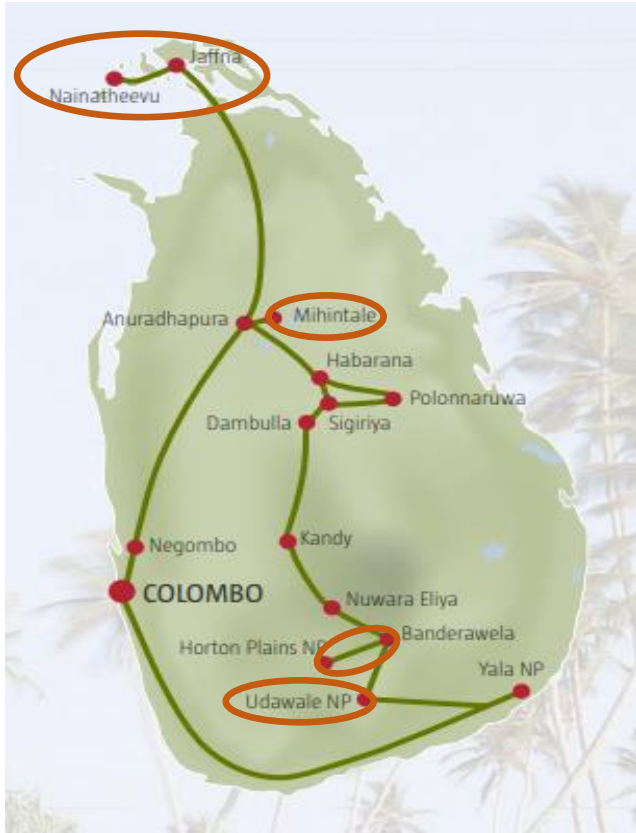 Jaffna
Nainatheevu
Mihintale
Anuradhapura
Habarana
Polonnaruwa
Dambulla
Sigiriya
Kandy
Negombo
COLOMBO
Nuwara Eliya
Banderawela
Horton Plains NP
Yala NP
Udawale NP